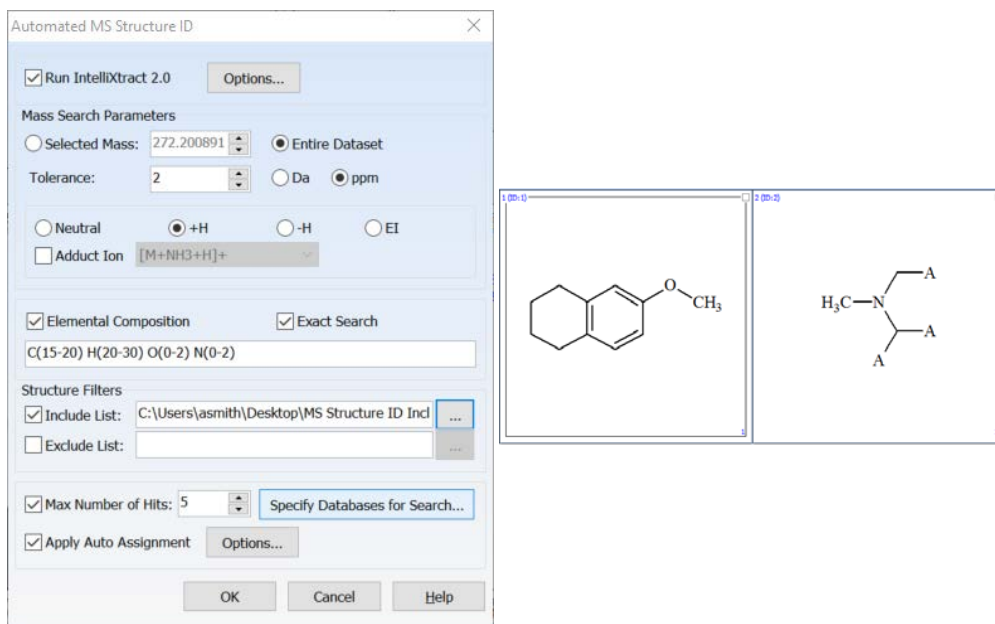 Automated MS Structure ID
Run IntelliXtract 2.0 Options...
Mass Search Parameters
Selected Mass: 272.200891 Entire Dataset
Tolerance: 2 Da ppm
Neutral +H -H EI
Adduct Ion [M+NH3+H]+
Elemental Composition Exact Search
C(15-20) H(20-30) O(0-2) N(0-2)
Structure Filters
Include List: C:\Users\asmith\Desktop\MS Structure ID Incl ...
Exclude List: ...
Max Number of Hits: 5 Specify Databases for Search...
Apply Auto Assignment Options...
OK Cancel Help
1 (ID:1)
O
CH3
1
2 (ID:2)
A
H3C N
A
A